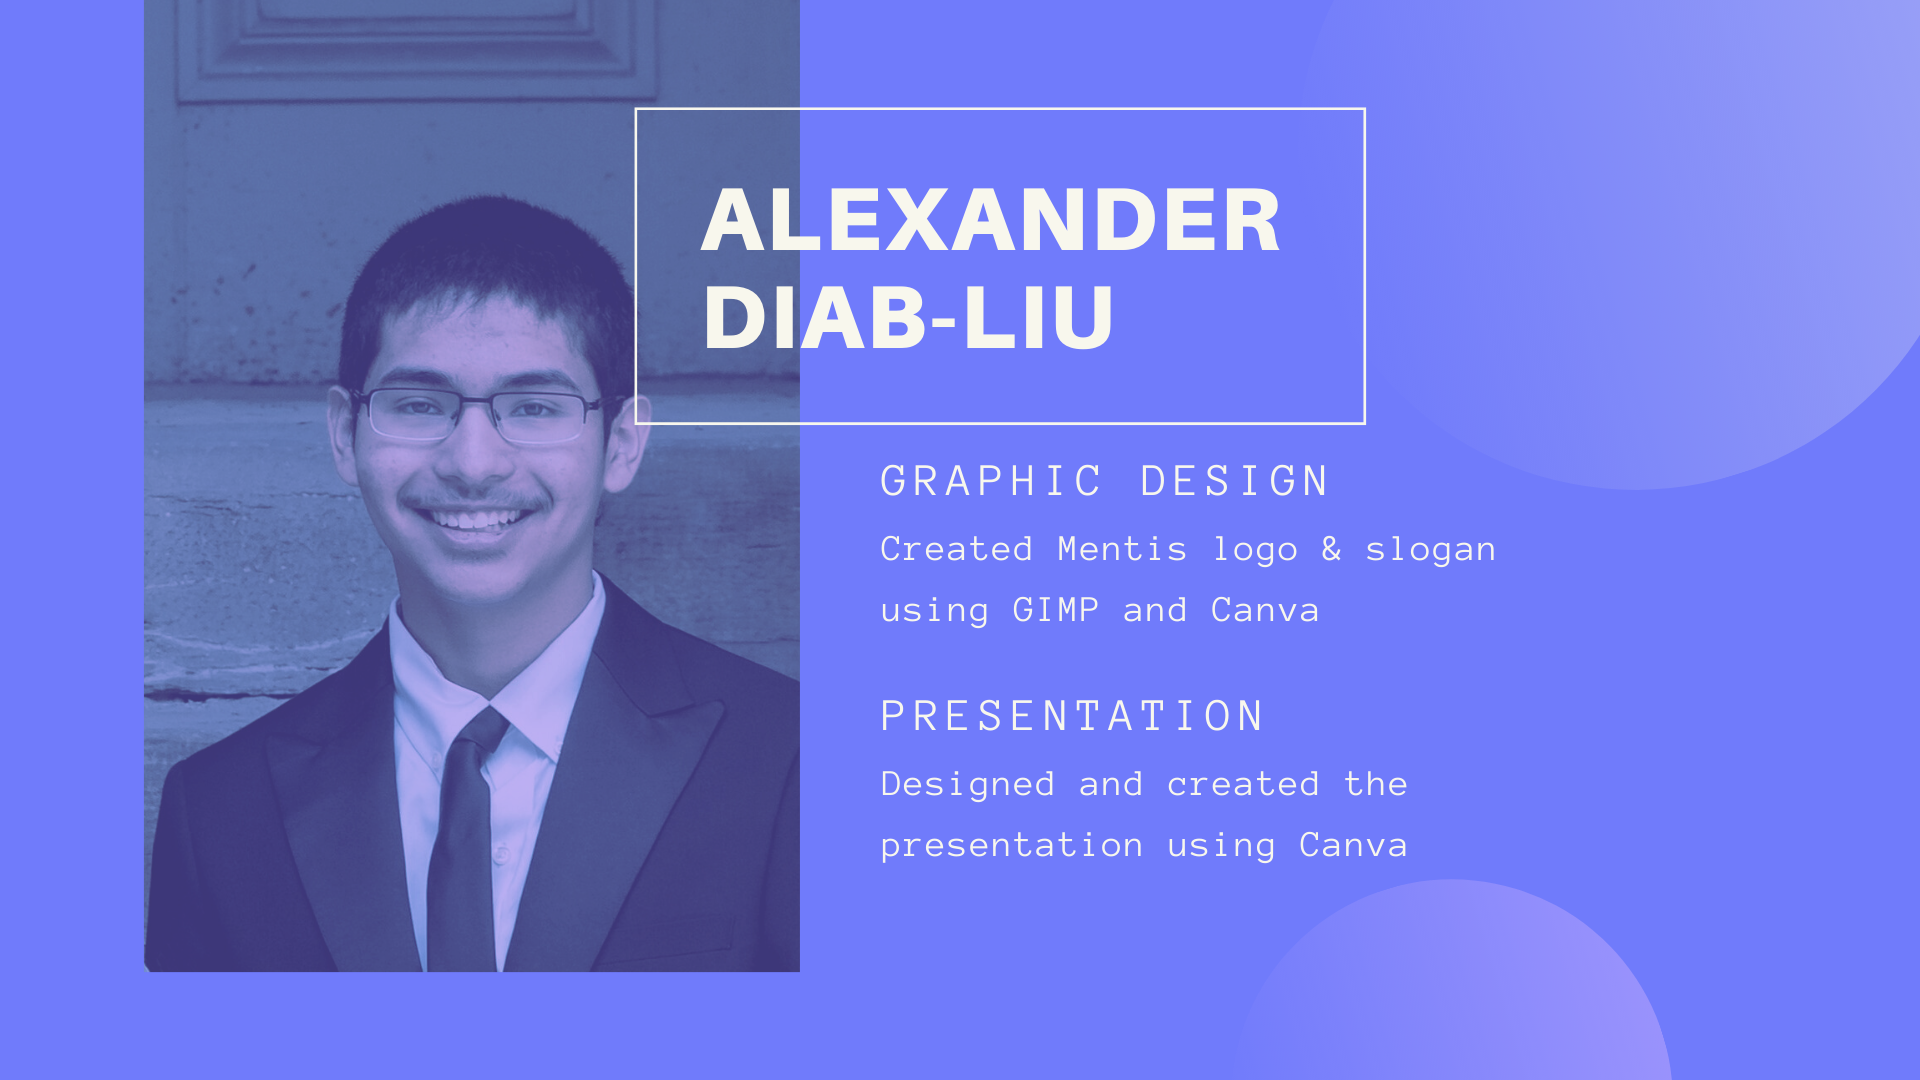 ALEXANDER
DIAB-LIU
GRAPHIC DESIGN
Created Mentis logo & slogan
using GIMP and Canva
PRESENTATION
Designed and created the
presentation using Canva